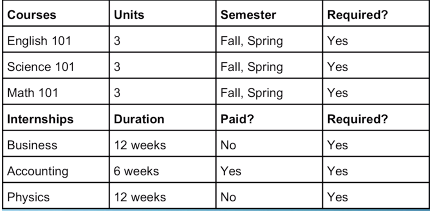 Courses Units Semester Required?
English 101 3 Fall, Spring Yes
Science 101 3 Fall, Spring Yes
Math 101 3 Fall, Spring Yes
Internships Duration Paid? Required?
Business 12 weeks No Yes
Accounting 6 weeks Yes Yes
Physics 12 weeks No Yes